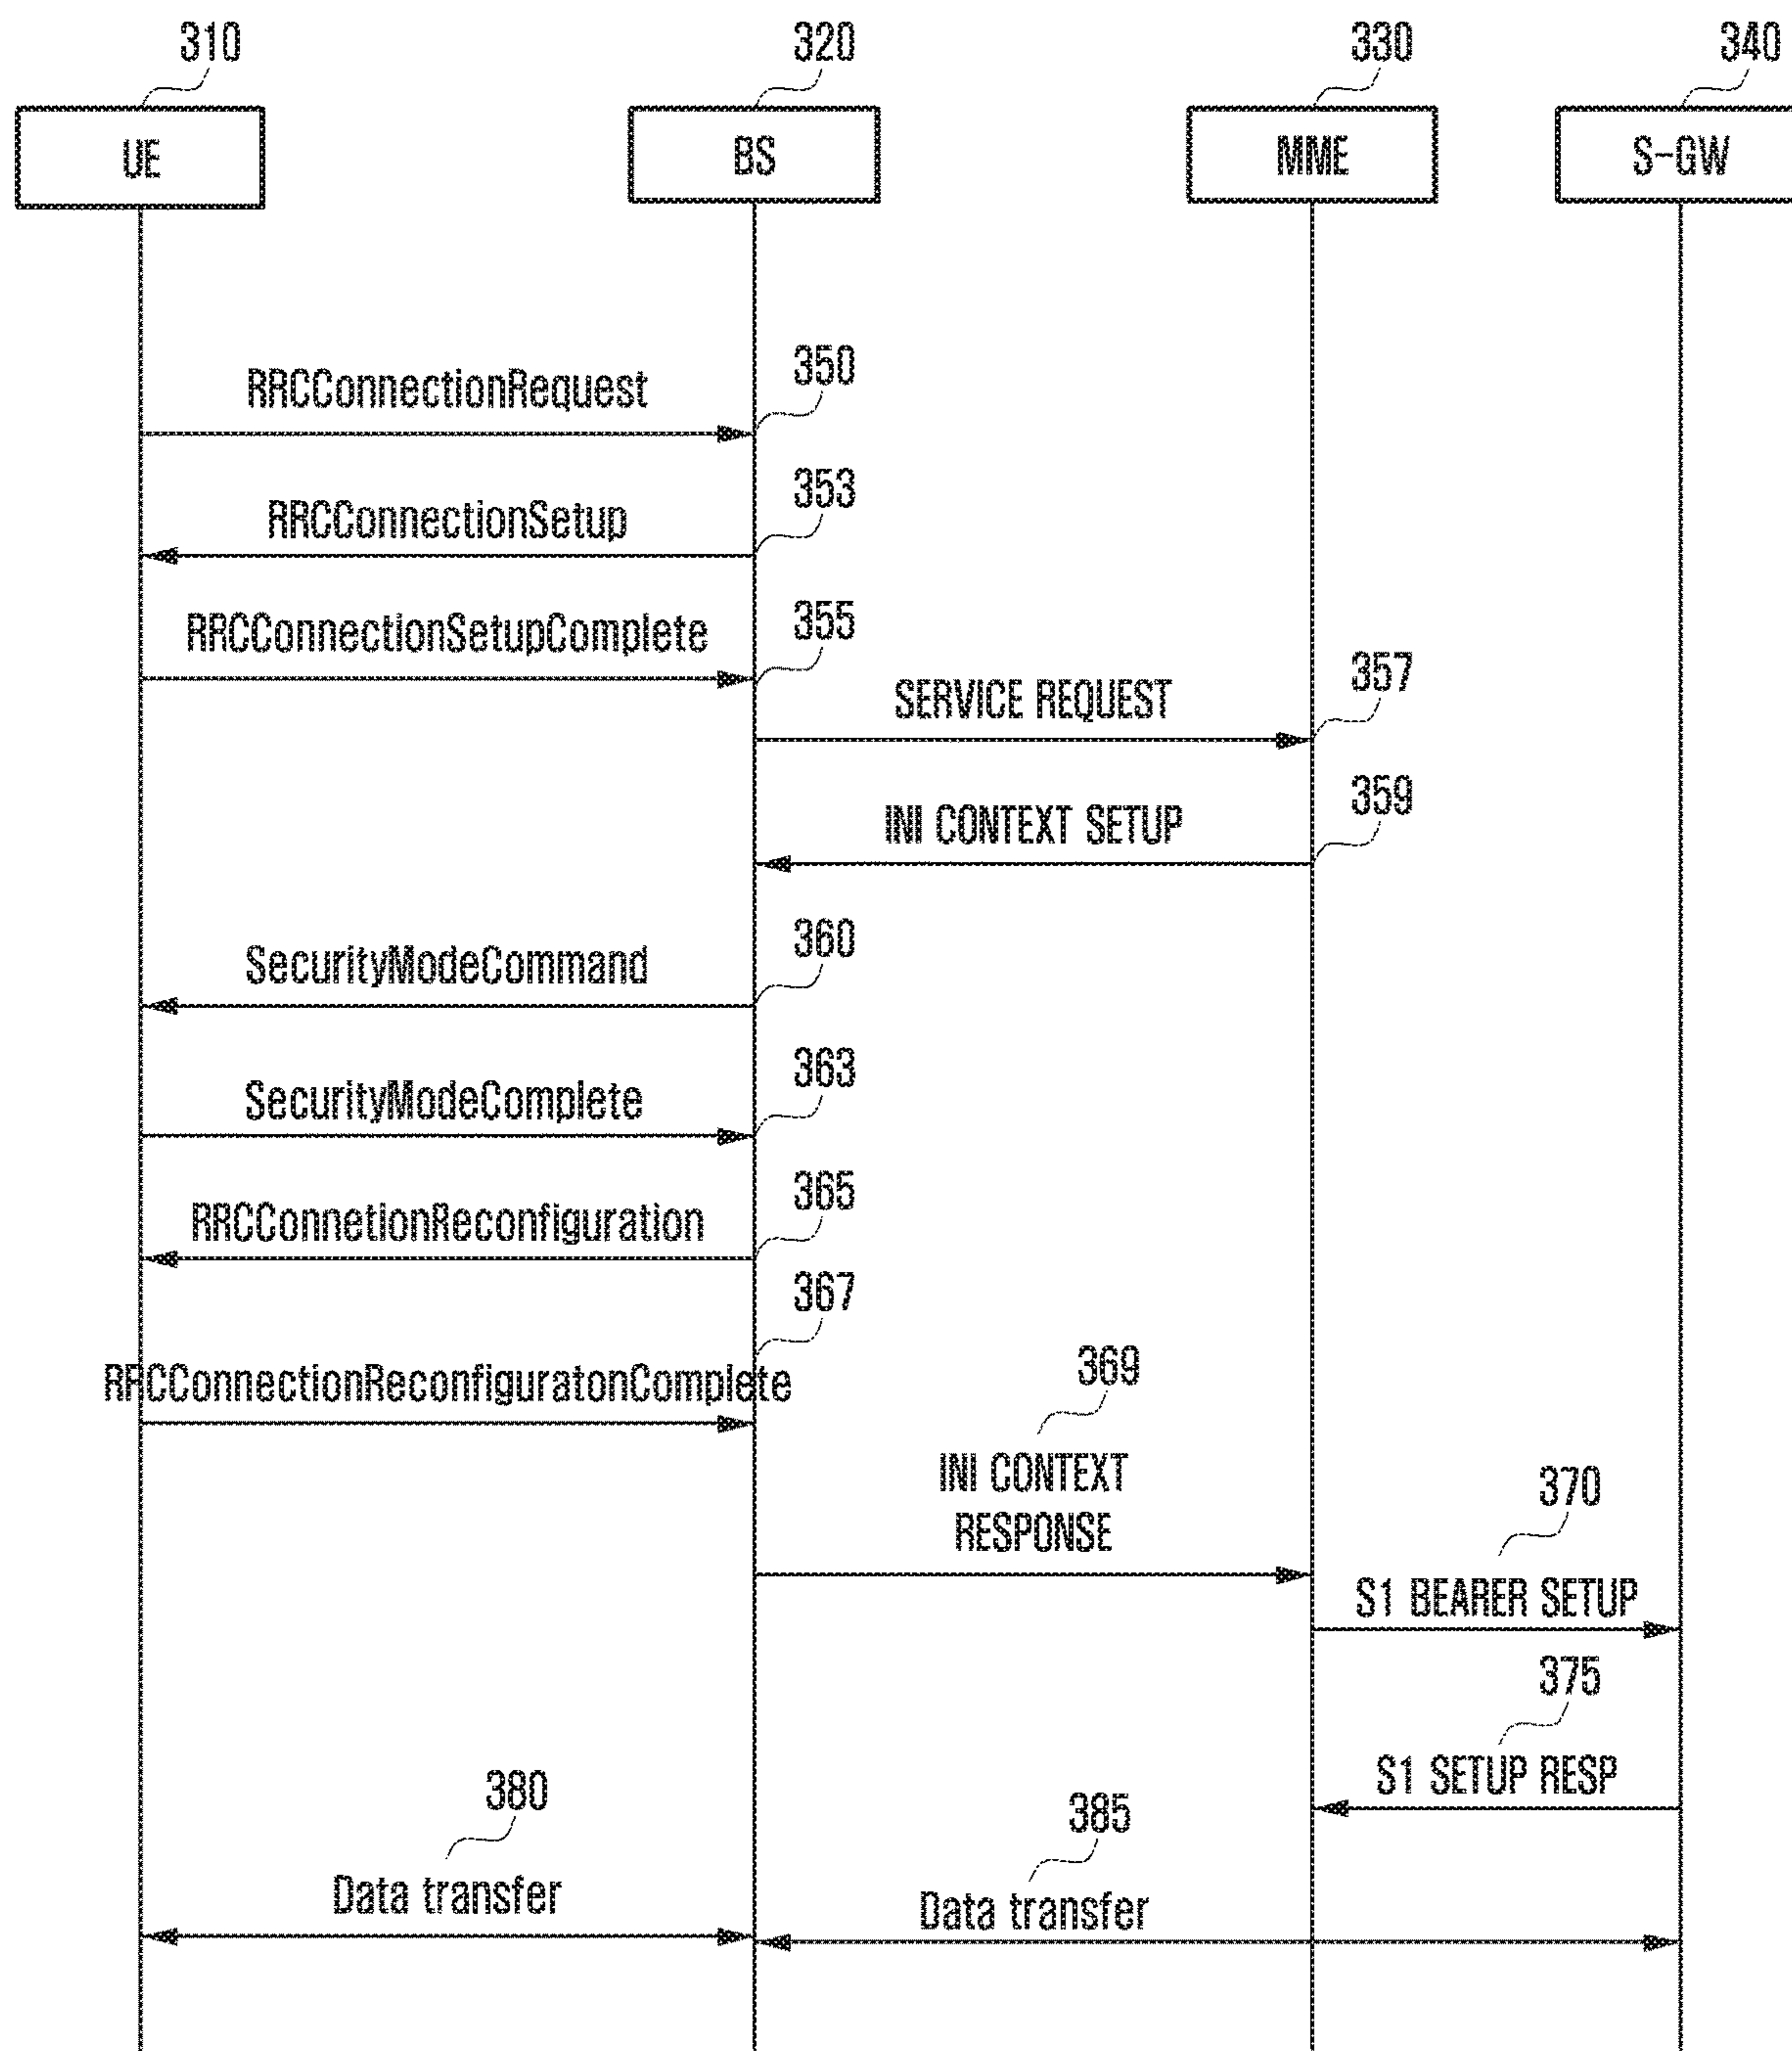 310
320
330
340
UE
BS
MME
S-GW
350
RRCConnectionRequest
353
RRCConnectionSetup
355
RRCConnectionSetupComplete
357
SERVICE REQUEST
359
INI CONTEXT SETUP
360
SecurityModeCommand
363
SecurityModeComplete
365
RRCConnetionReconfiguration
367
RRCConnectionReconfiguratonComplete
369
INI CONTEXT
RESPONSE
370
S1 BEARER SETUP
375
S1 SETUP RESP
380
Data transfer
385
Data transfer